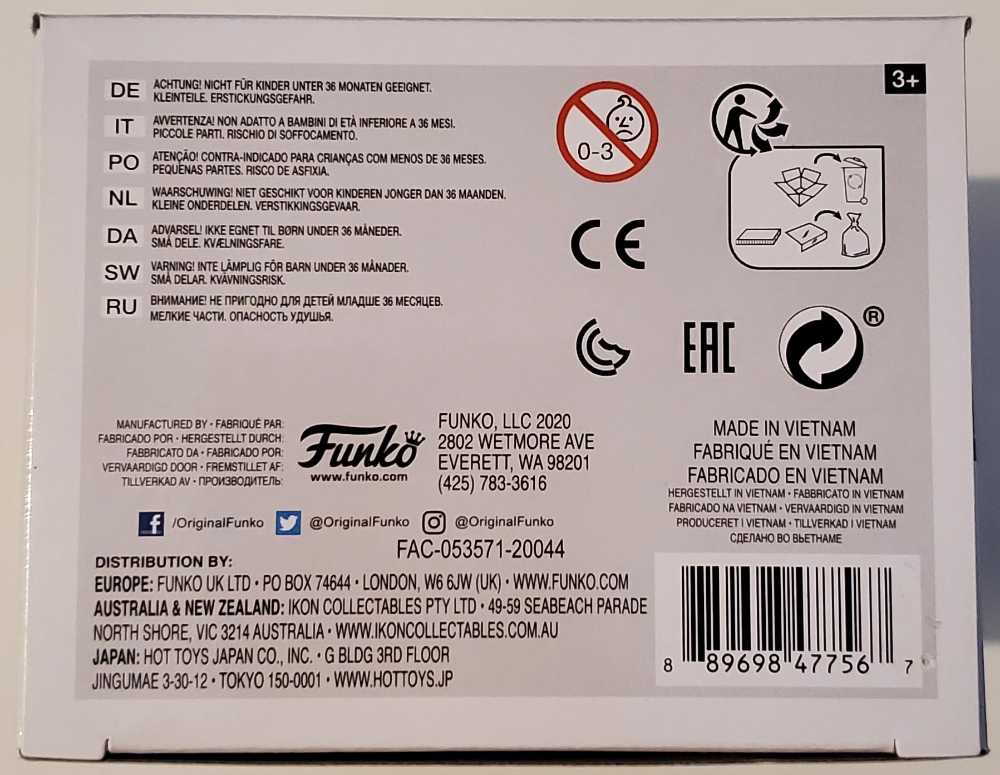 DE ACHTUNG! NICHT FÜR KINDER UNTER 36 MONATEN GEEIGNET.
KLEINTEILE. ERSTICKUNGSGEFAHR.
IT AVVERTENZA! NON ADATTO A BAMBINI DI ETÀ INFERIORE A 36 MESI.
PICCOLE PARTI. RISCHIO DI SOFFOCAMENTO.
PO ATENÇÃO! CONTRA-INDICADO PARA CRIANÇAS COM MENOS DE 36 MESES.
PEQUENAS PARTES. RISCO DE ASFIXIA.
NL WAARSCHUWING! NIET GESCHIKT VOOR KINDEREN JONGER DAN 36 MAANDEN.
KLEINE ONDERDELEN. VERSTIKKINGSGEVAAR.
DA ADVARSEL! IKKE EGNET TIL BØRN UNDER 36 MÅNEDER.
SMÅ DELE. KVÆLNINGSFARE.
SW VARNING! INTE LÄMPLIG FÖR BARN UNDER 36 MÅNADER.
SMÅ DELAR. KVÄVNINGSRISK.
RU ВНИМАНИЕ! НЕ ПРИГОДНО ДЛЯ ДЕТЕЙ МЛАДШЕ 36 МЕСЯЦЕВ.
МЕЛКИЕ ЧАСТИ. ОПАСНОСТЬ УДУШЬЯ.
0-3
3+
CE
EAC
®
MANUFACTURED BY • FABRIQUÉ PAR:
FABRICADO POR • HERGESTELLT DURCH:
FABBRICATO DA • FABRICADO POR:
VERVAARDIGD DOOR • FREMSTILLET AF:
TILLVERKAD AV • ПРОИЗВОДИТЕЛЬ:
Funko
www.funko.com
FUNKO, LLC 2020
2802 WETMORE AVE
EVERETT, WA 98201
(425) 783-3616
MADE IN VIETNAM
FABRIQUÉ EN VIETNAM
FABRICADO EN VIETNAM
HERGESTELLT IN VIETNAM • FABBRICATO IN VIETNAM
FABRICADO NA VIETNAM • VERVAARDIGD IN VIETNAM
PRODUCERET I VIETNAM • TILLVERKAD I VIETNAM
СДЕЛАНО ВО ВЬЕТНАМЕ
f /OriginalFunko @OriginalFunko @OriginalFunko
FAC-053571-20044
DISTRIBUTION BY:
EUROPE: FUNKO UK LTD • PO BOX 74644 • LONDON, W6 6JW (UK) • WWW.FUNKO.COM
AUSTRALIA & NEW ZEALAND: IKON COLLECTABLES PTY LTD • 49-59 SEABEACH PARADE
NORTH SHORE, VIC 3214 AUSTRALIA • WWW.IKONCOLLECTABLES.COM.AU
JAPAN: HOT TOYS JAPAN CO., INC. • G BLDG 3RD FLOOR
JINGUMAE 3-30-12 • TOKYO 150-0001 • WWW.HOTTOYS.JP
8 89698 47756 7